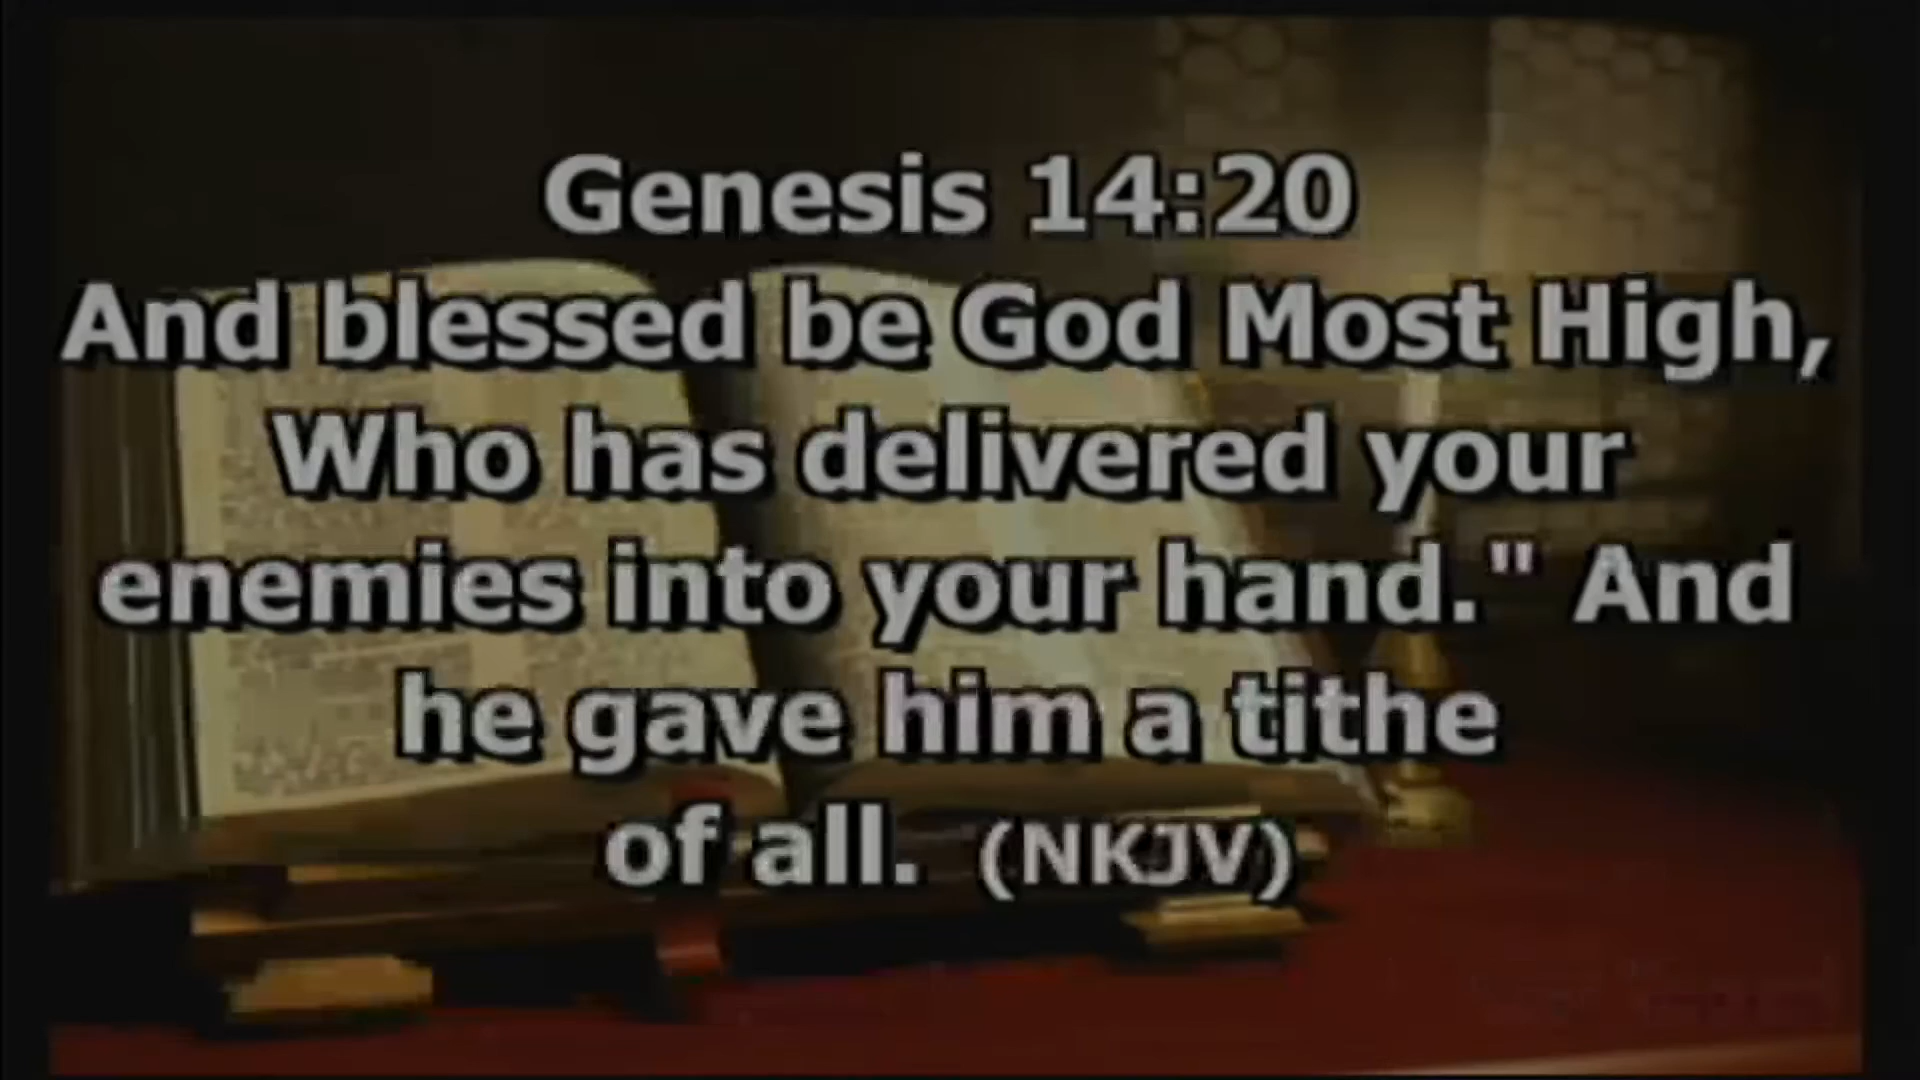 Genesis 14:20
And blessed be God Most High,
Who has delivered your
enemies into your hand." And
he gave him a tithe
of all. (NKJV)